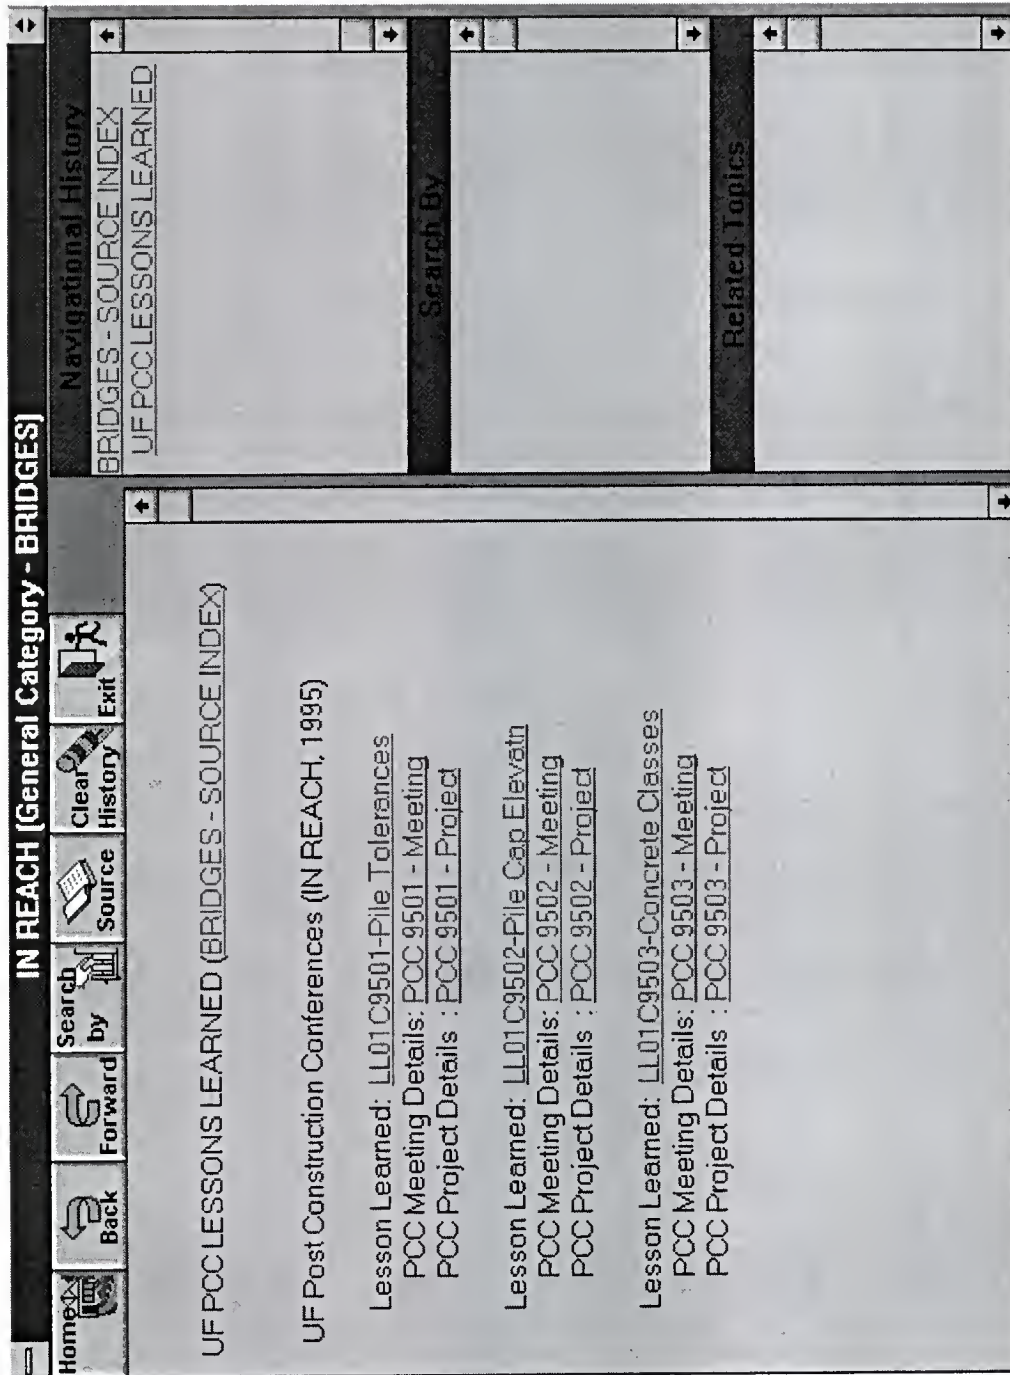 IN REACH (General Category - BRIDGES)
Home
Back
Forward
Search
by
Source
Clear
History
Exit
UF PCC LESSONS LEARNED (BRIDGES - SOURCE INDEX)
UF Post Construction Conferences (IN REACH, 1995)
Lesson Learned: LL01C9501-Pile Tolerances
PCC Meeting Details: PCC 9501 - Meeting
PCC Project Details : PCC 9501 - Project
Lesson Learned: LL01C9502-Pile Cap Elevatn
PCC Meeting Details: PCC 9502 - Meeting
PCC Project Details : PCC 9502 - Project
Lesson Learned: LL01C9503-Concrete Classes
PCC Meeting Details: PCC 9503 - Meeting
PCC Project Details : PCC 9503 - Project
Navigational History
BRIDGES - SOURCE INDEX
UF PCC LESSONS LEARNED
Search By
Related Topics